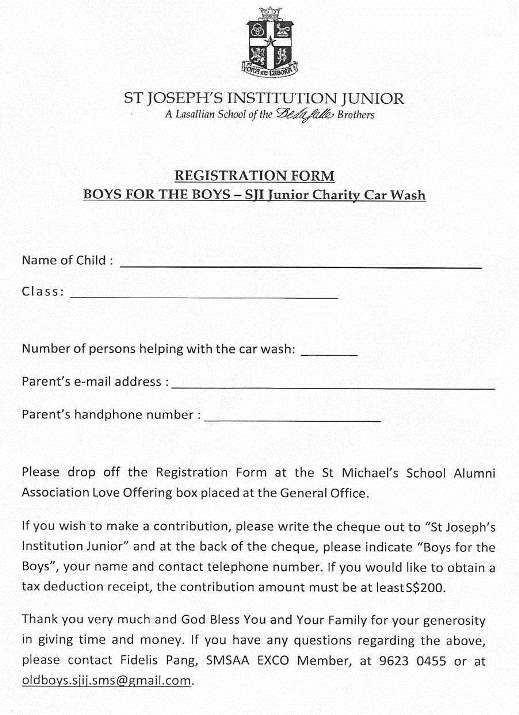 ORA et LABORA
ST JOSEPH'S INSTITUTION JUNIOR
A Lasallian School of the De La Salle Brothers
REGISTRATION FORM
BOYS FOR THE BOYS – SJI Junior Charity Car Wash
Name of Child :
Class:
Number of persons helping with the car wash:
Parent's e-mail address :
Parent's handphone number :
Please drop off the Registration Form at the St Michael's School Alumni
Association Love Offering box placed at the General Office.
If you wish to make a contribution, please write the cheque out to "St Joseph's
Institution Junior" and at the back of the cheque, please indicate "Boys for the
Boys", your name and contact telephone number. If you would like to obtain a
tax deduction receipt, the contribution amount must be at leastS$200.
Thank you very much and God Bless You and Your Family for your generosity
in giving time and money. If you have any questions regarding the above,
please contact Fidelis Pang, SMSAA EXCO Member, at 9623 0455 or at
oldboys.sjij.sms@gmail.com.